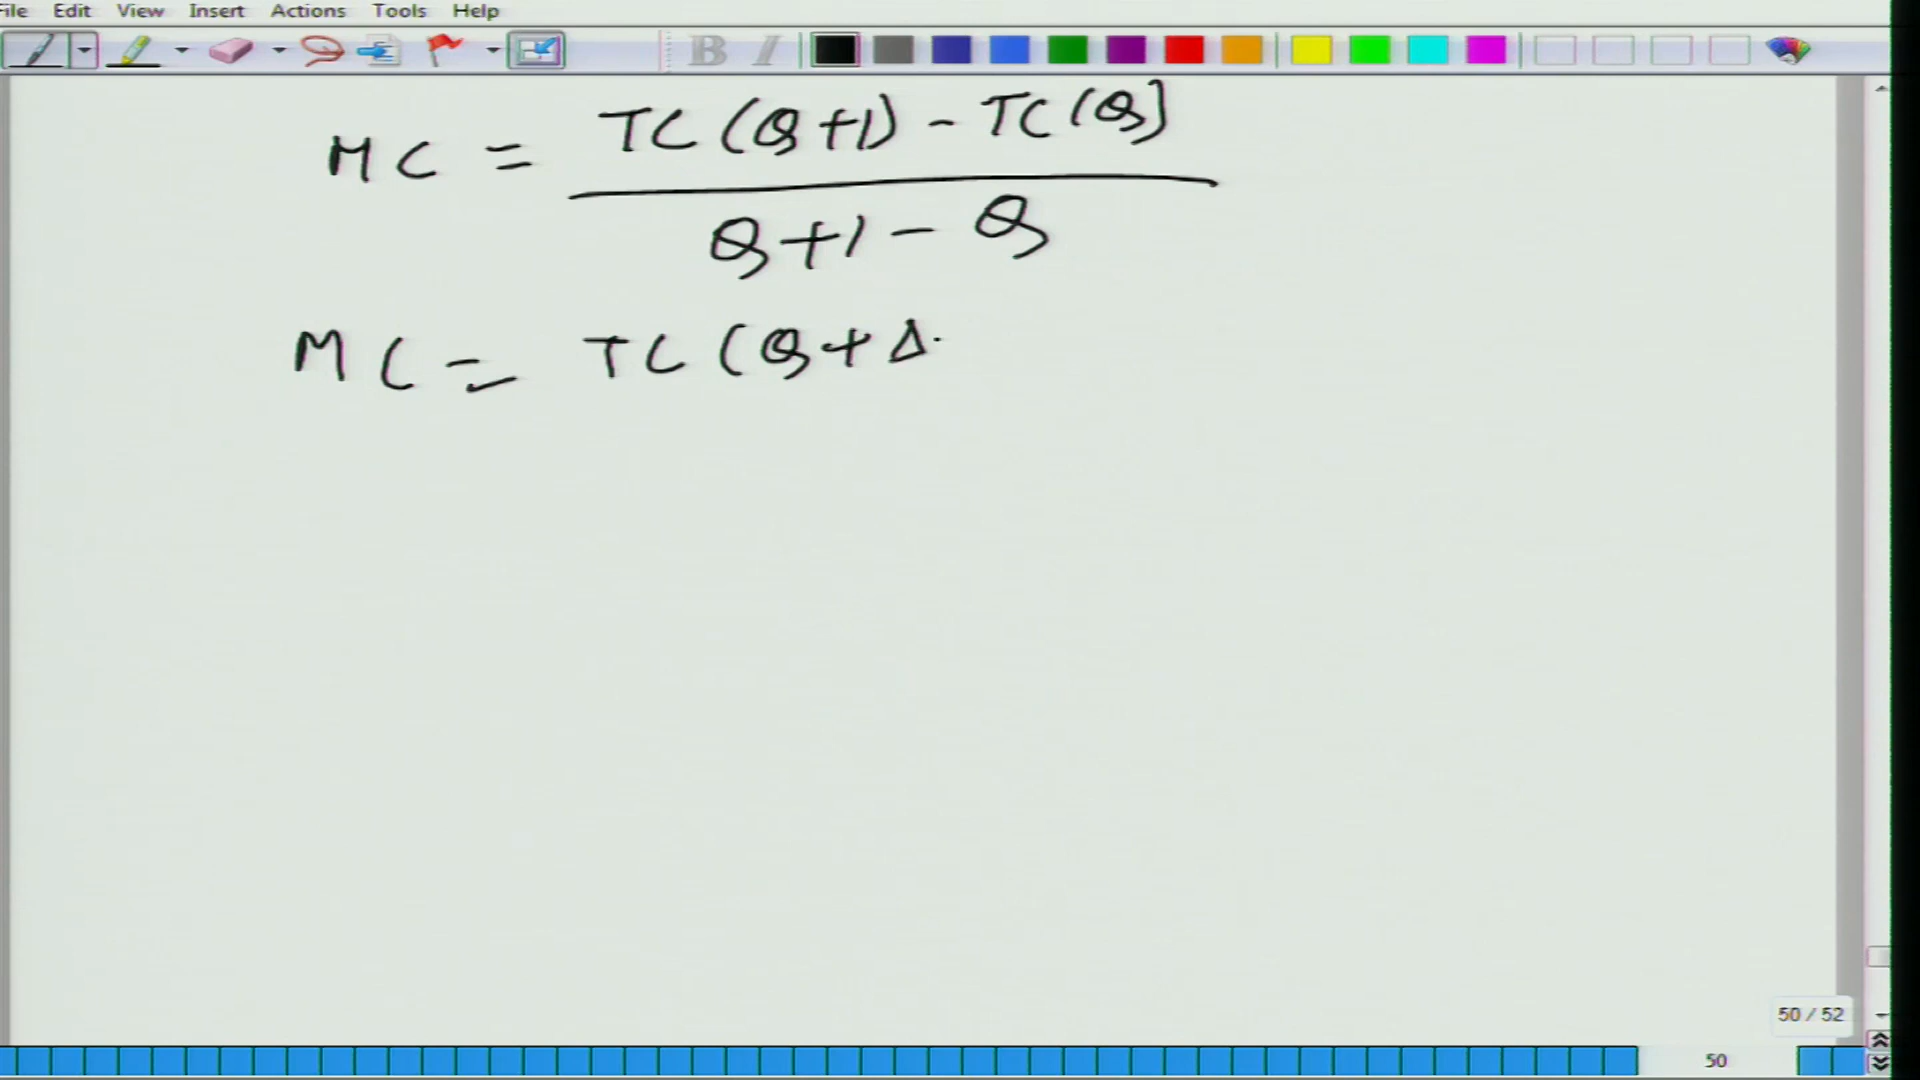 File Edit View Insert Actions Tools Help
B I
MC = TC(Q+1) - TC(Q)
Q+1 - Q
MC = TC(Q+Δ
50 / 52
50